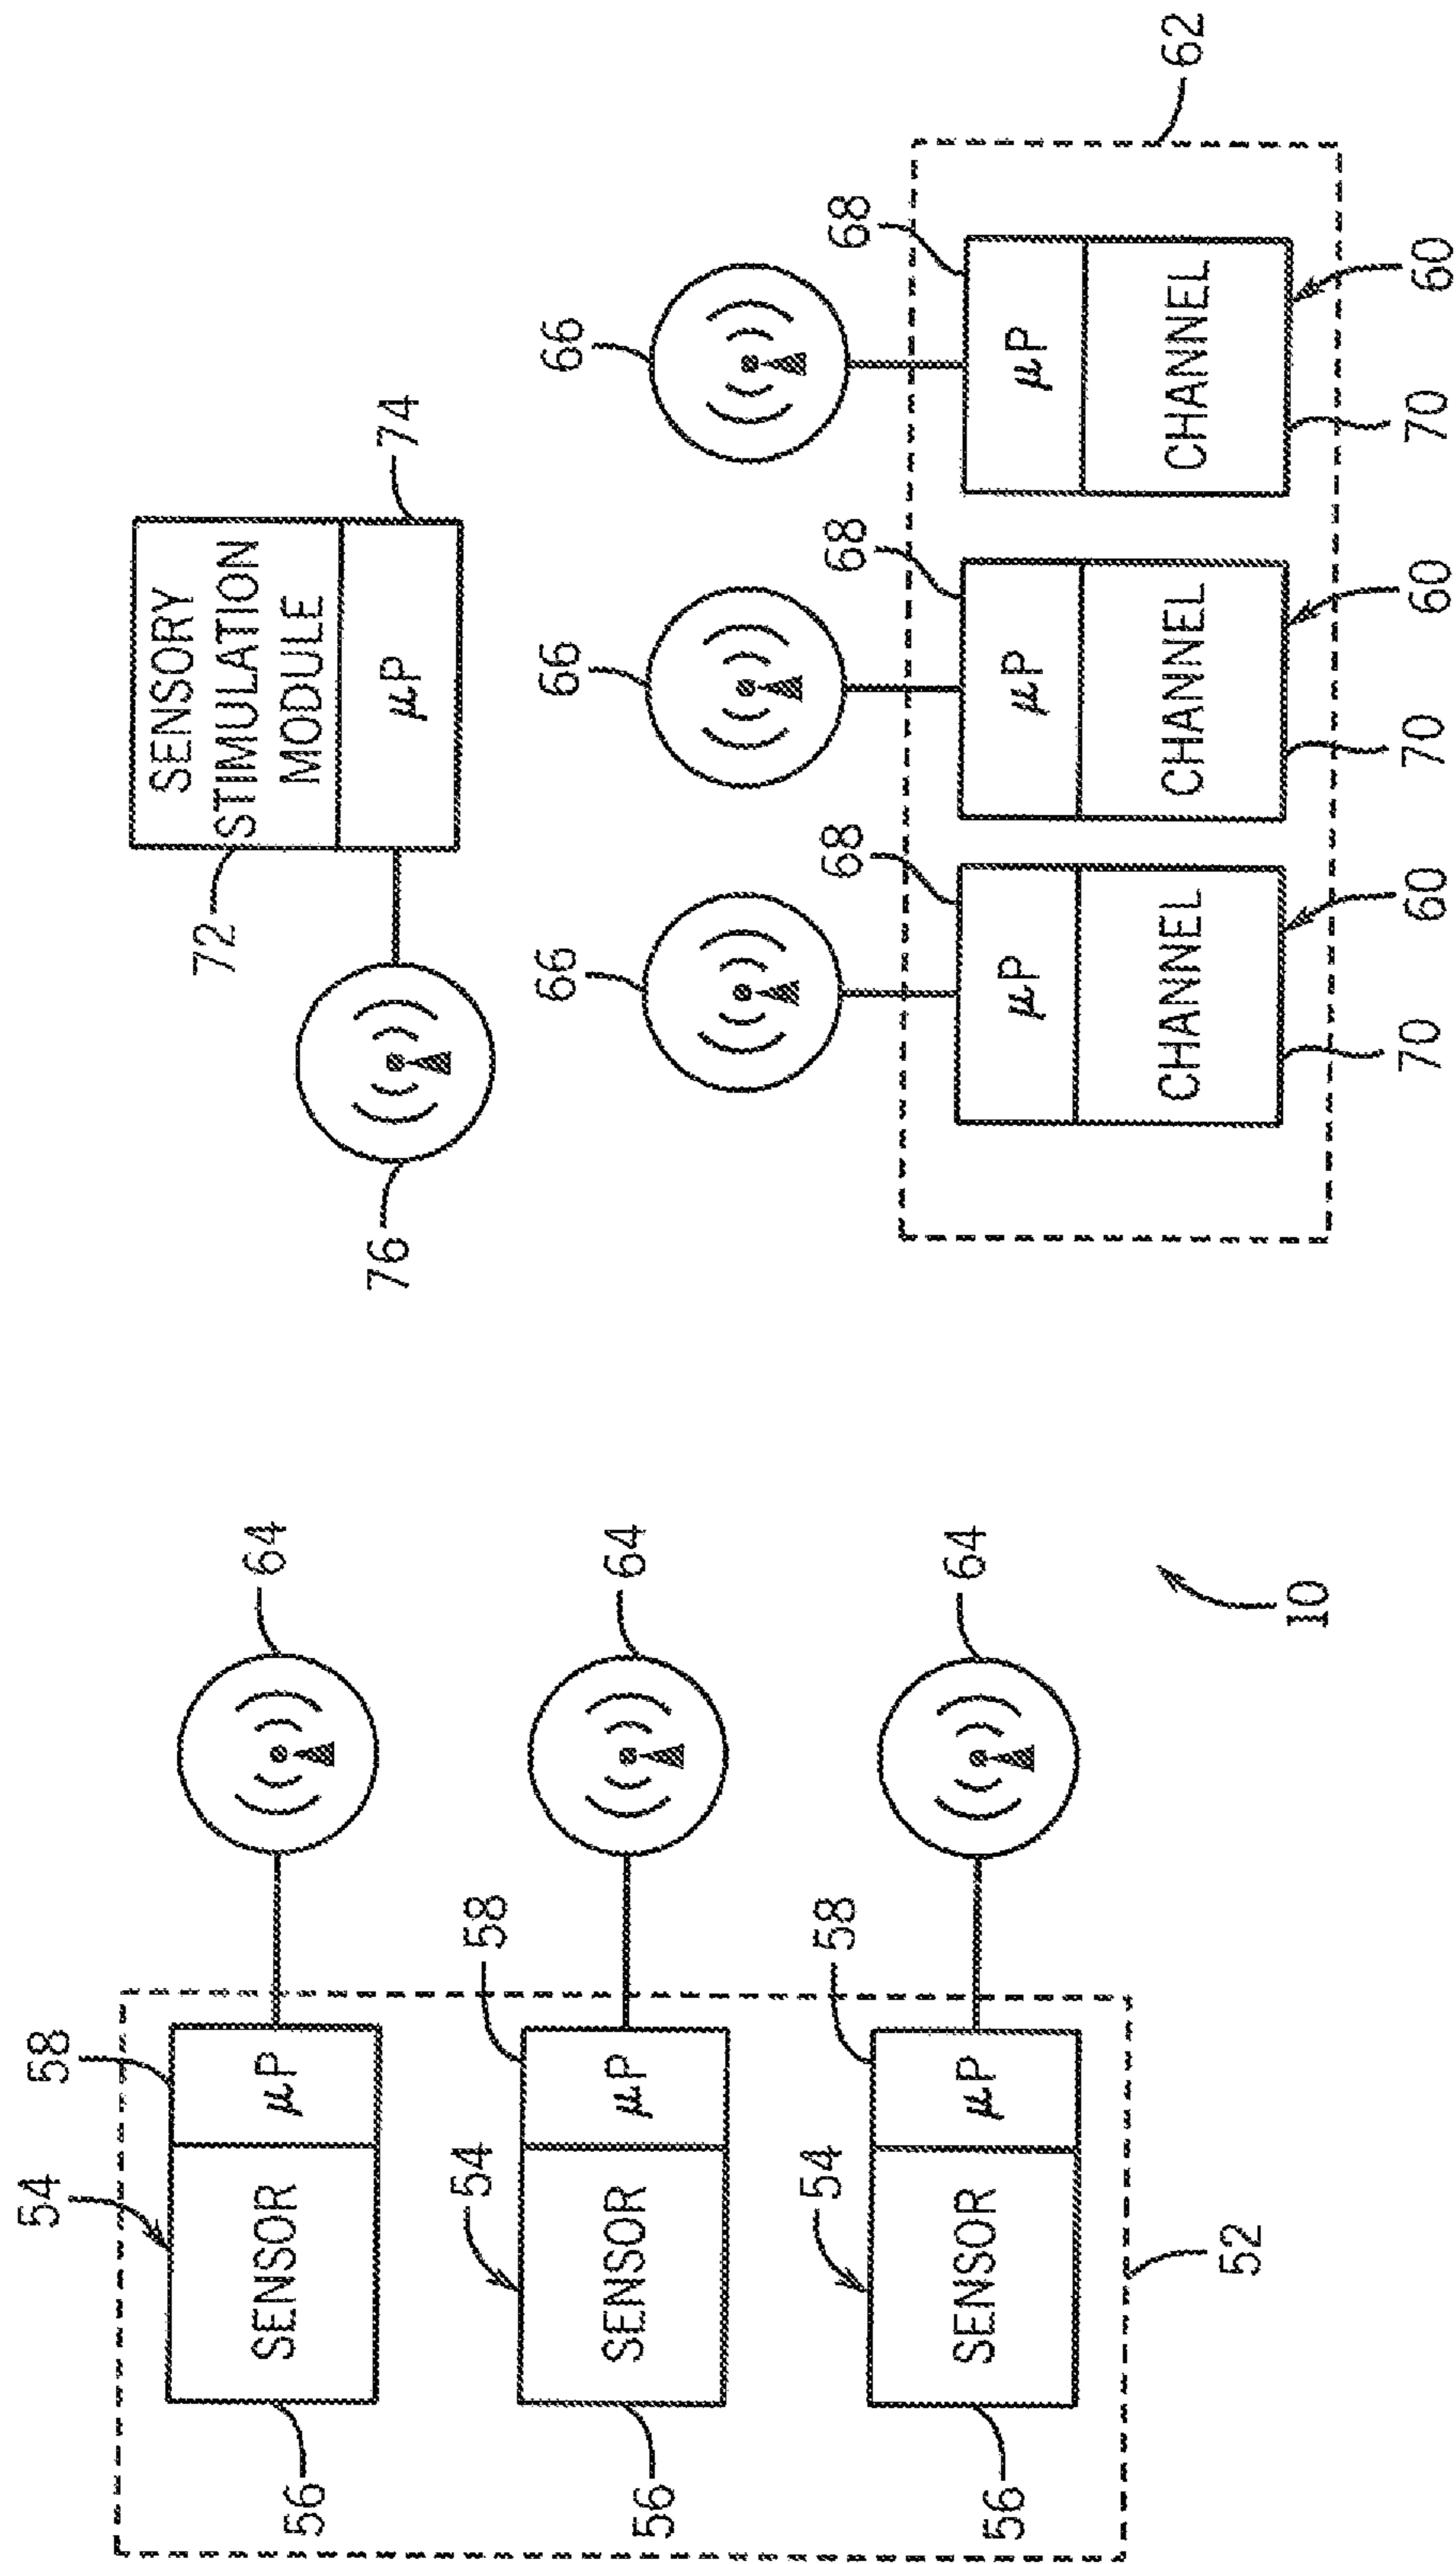 58
54
SENSOR
µP
56
64
54
58
SENSOR
µP
56
64
54
58
SENSOR
µP
56
64
52
10
72
SENSORY
STIMULATION
MODULE
µP
74
76
66
66
66
68
68
68
µP
CHANNEL
µP
CHANNEL
µP
CHANNEL
70
60
70
60
70
60
62